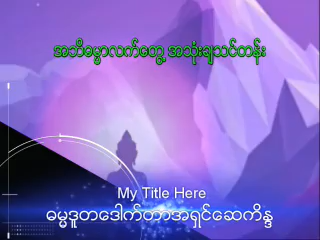 အဘိဓမ္မာလက်တွေ့ အသုံးချသင်တန်း
My Title Here
ဓမ္မဒူတဒေါက်တာအရှင်ဆေကိန္ဒ